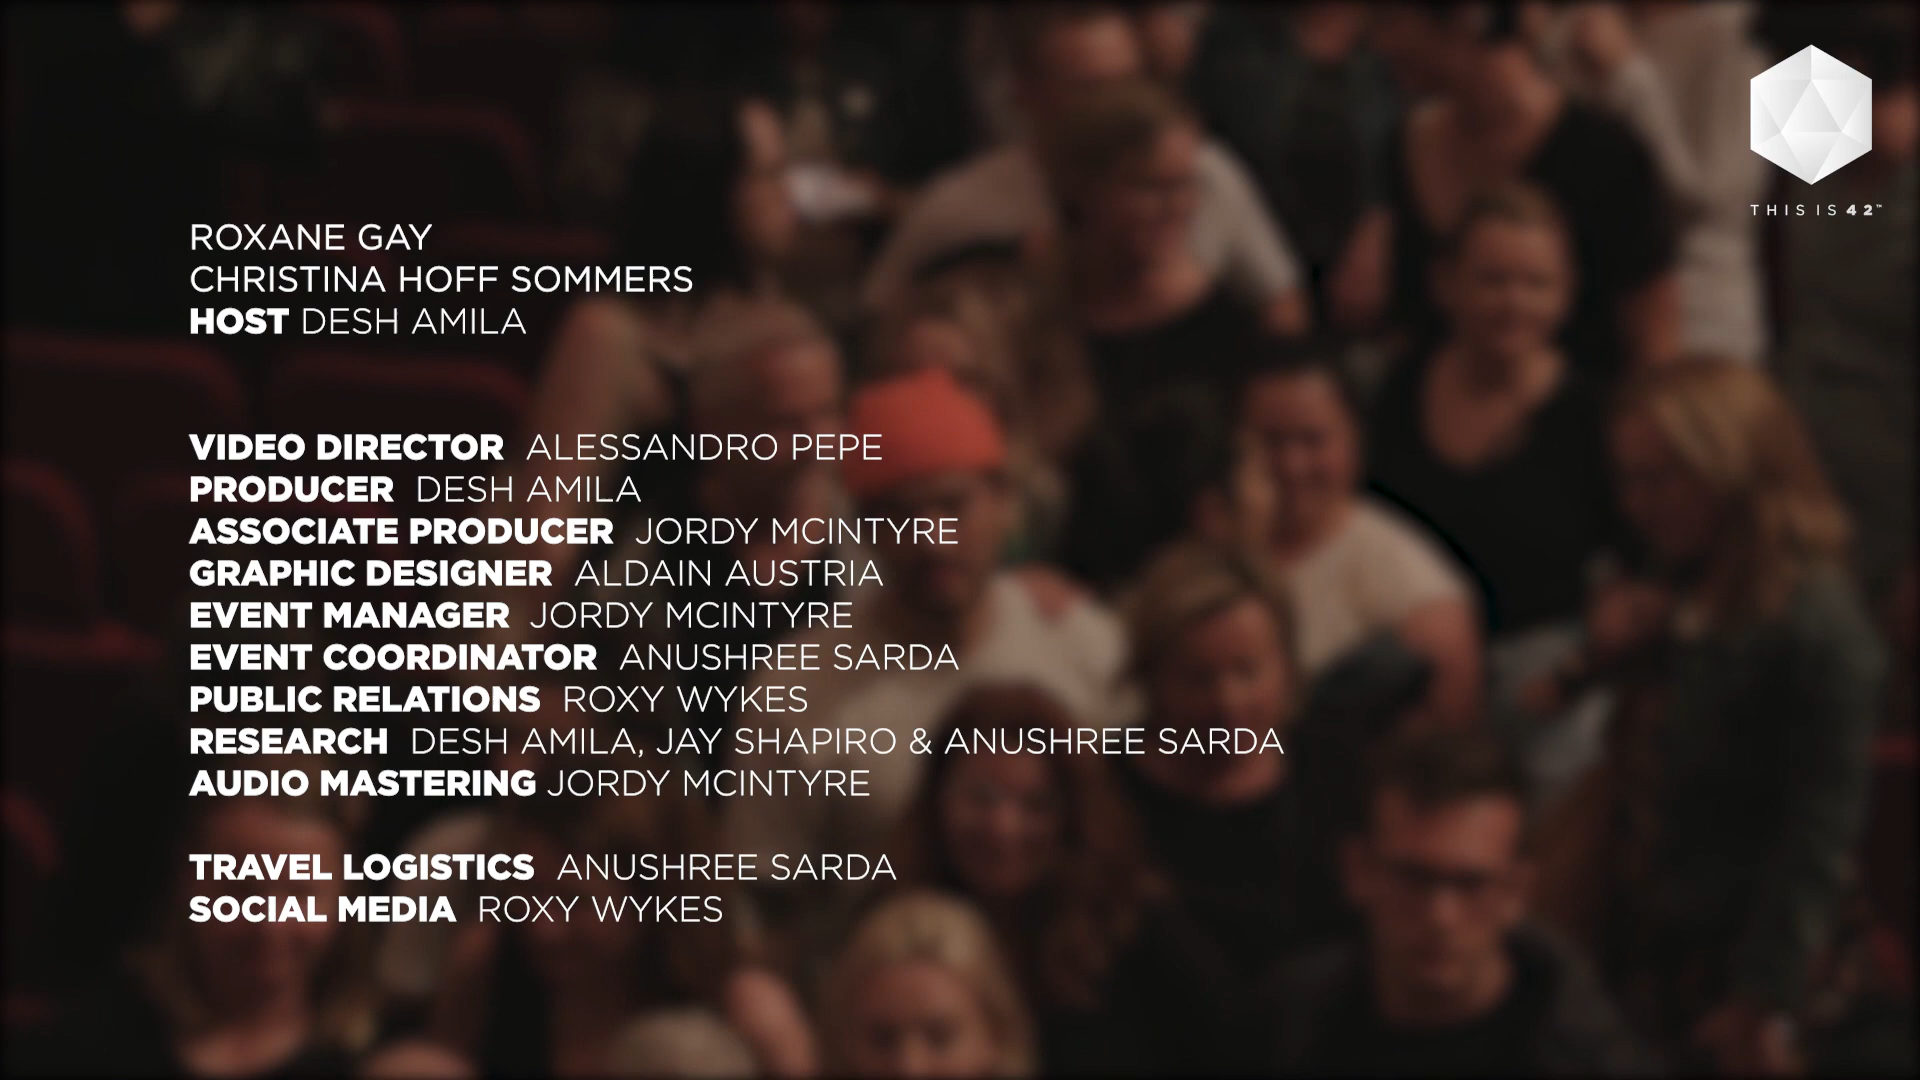 ROXANE GAY
CHRISTINA HOFF SOMMERS
HOST DESH AMILA
VIDEO DIRECTOR ALESSANDRO PEPE
PRODUCER DESH AMILA
ASSOCIATE PRODUCER JORDY MCINTYRE
GRAPHIC DESIGNER ALDAIN AUSTRIA
EVENT MANAGER JORDY MCINTYRE
EVENT COORDINATOR ANUSHREE SARDA
PUBLIC RELATIONS ROXY WYKES
RESEARCH DESH AMILA, JAY SHAPIRO & ANUSHREE SARDA
AUDIO MASTERING JORDY MCINTYRE
TRAVEL LOGISTICS ANUSHREE SARDA
SOCIAL MEDIA ROXY WYKES
THIS IS 42™